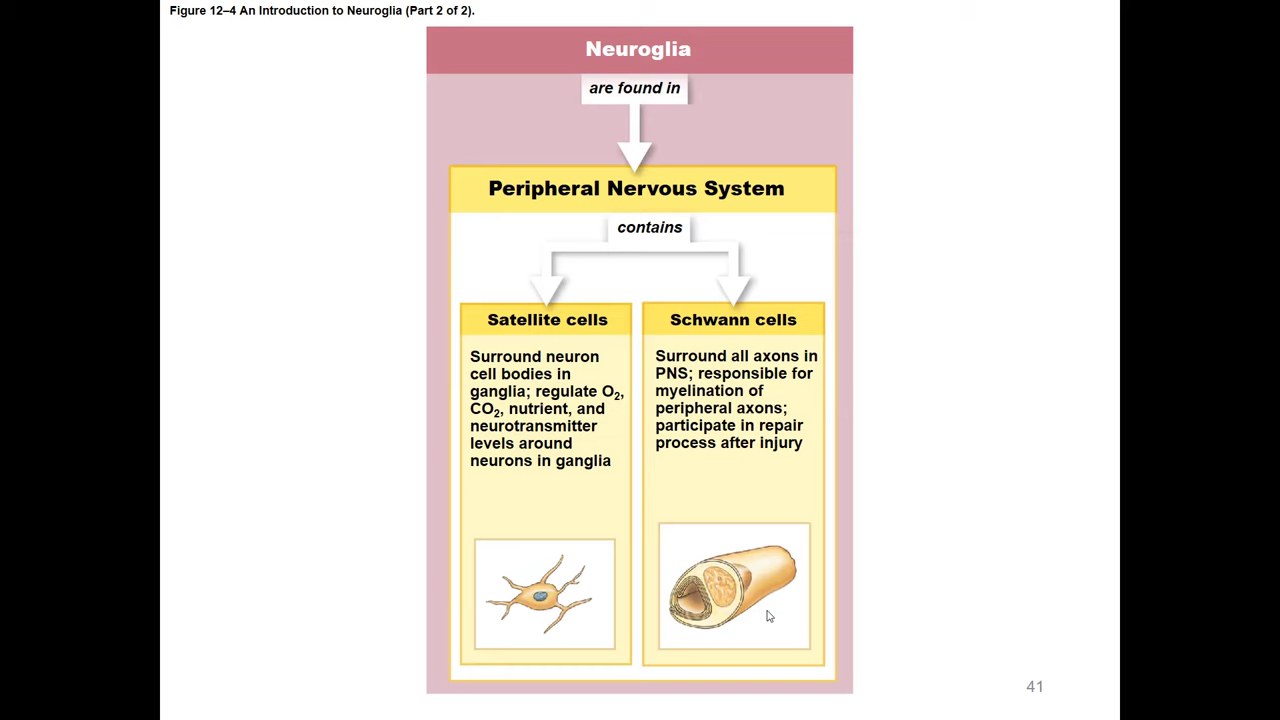 Figure 12–4 An Introduction to Neuroglia (Part 2 of 2).
Neuroglia
are found in
Peripheral Nervous System
contains
Satellite cells
Surround neuron
cell bodies in
ganglia; regulate O₂,
CO₂, nutrient, and
neurotransmitter
levels around
neurons in ganglia
Schwann cells
Surround all axons in
PNS; responsible for
myelination of
peripheral axons;
participate in repair
process after injury
41